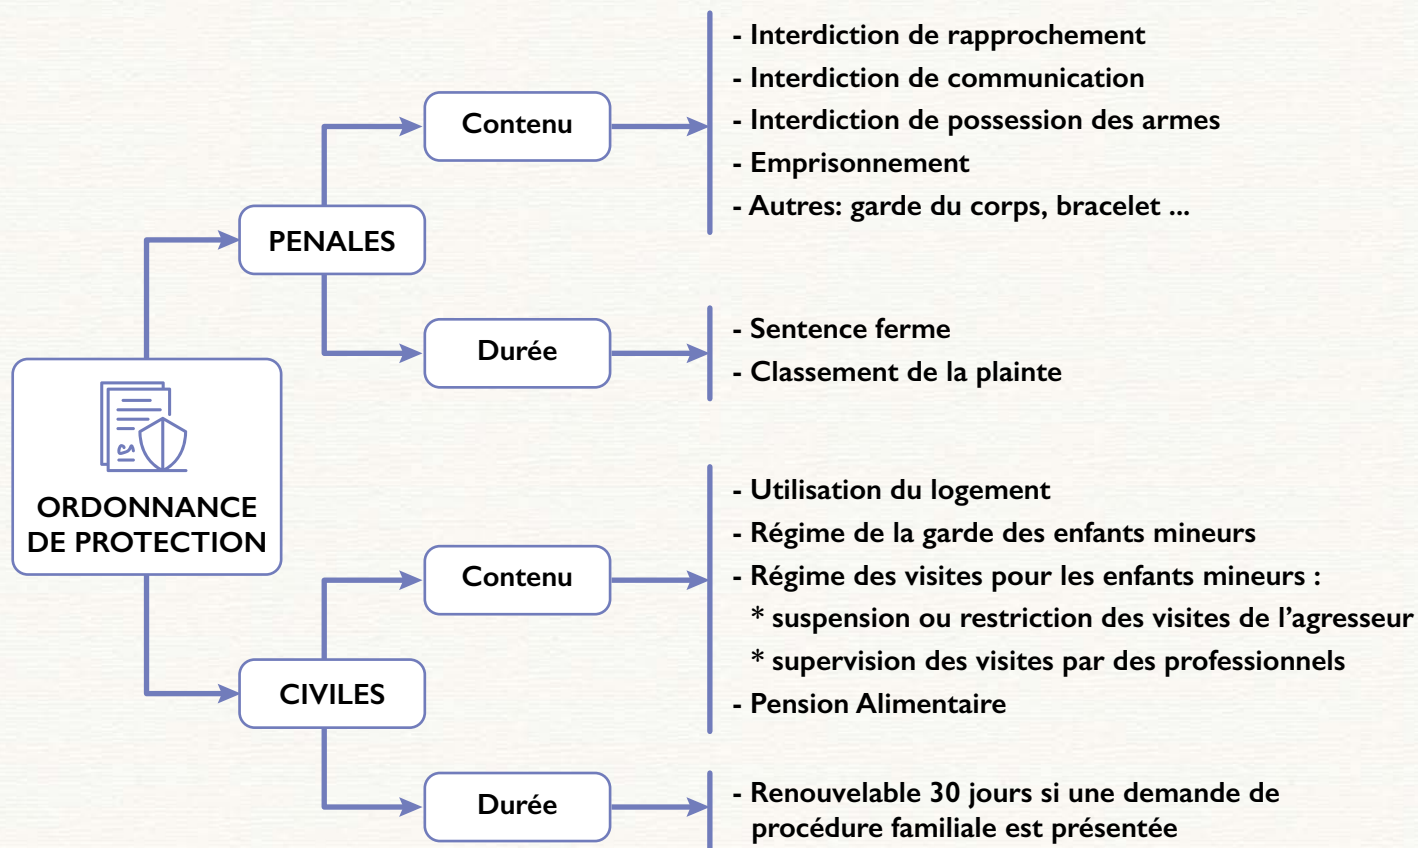 ORDONNANCE
DE PROTECTION
PENALES
Contenu
- Interdiction de rapprochement
- Interdiction de communication
- Interdiction de possession des armes
- Emprisonnement
- Autres: garde du corps, bracelet ...
Durée
- Sentence ferme
- Classement de la plainte
CIVILES
Contenu
- Utilisation du logement
- Régime de la garde des enfants mineurs
- Régime des visites pour les enfants mineurs :
* suspension ou restriction des visites de l'agresseur
* supervision des visites par des professionnels
- Pension Alimentaire
Durée
- Renouvelable 30 jours si une demande de
procédure familiale est présentée